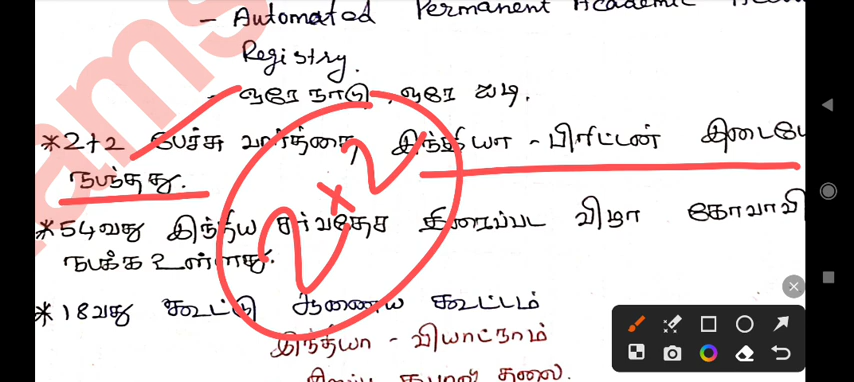 - Automated Permanent Academic
Registry.
- ஒரே நாடு, ஒரே ஐடி.
*2+2 பேச்சு வார்த்தை, இந்தியா - பிரிட்டன் இடையே
நடந்தது.
2x2
*54வது இந்திய சர்வதேச திரைப்பட விழா கோவாவி
நடக்க உள்ளது.
*18வது கூட்டு ஆணைய கூட்டம்
இந்தியா - வியாட்நாம்